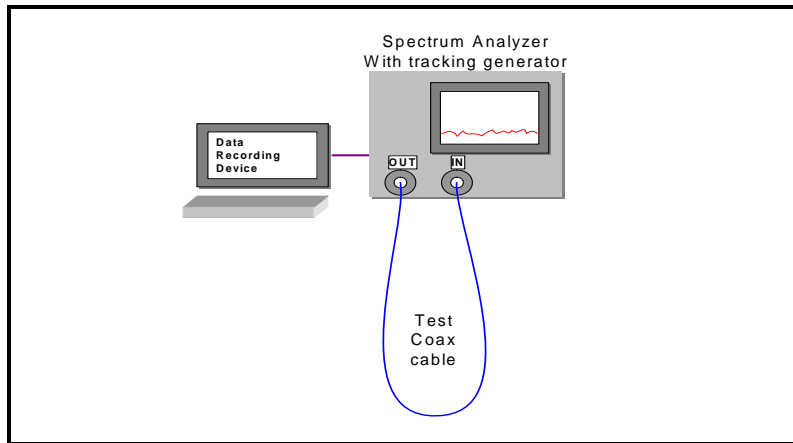 Spectrum Analyzer
With tracking generator
Data
Recording
Device
OUT
IN
Test
Coax
cable